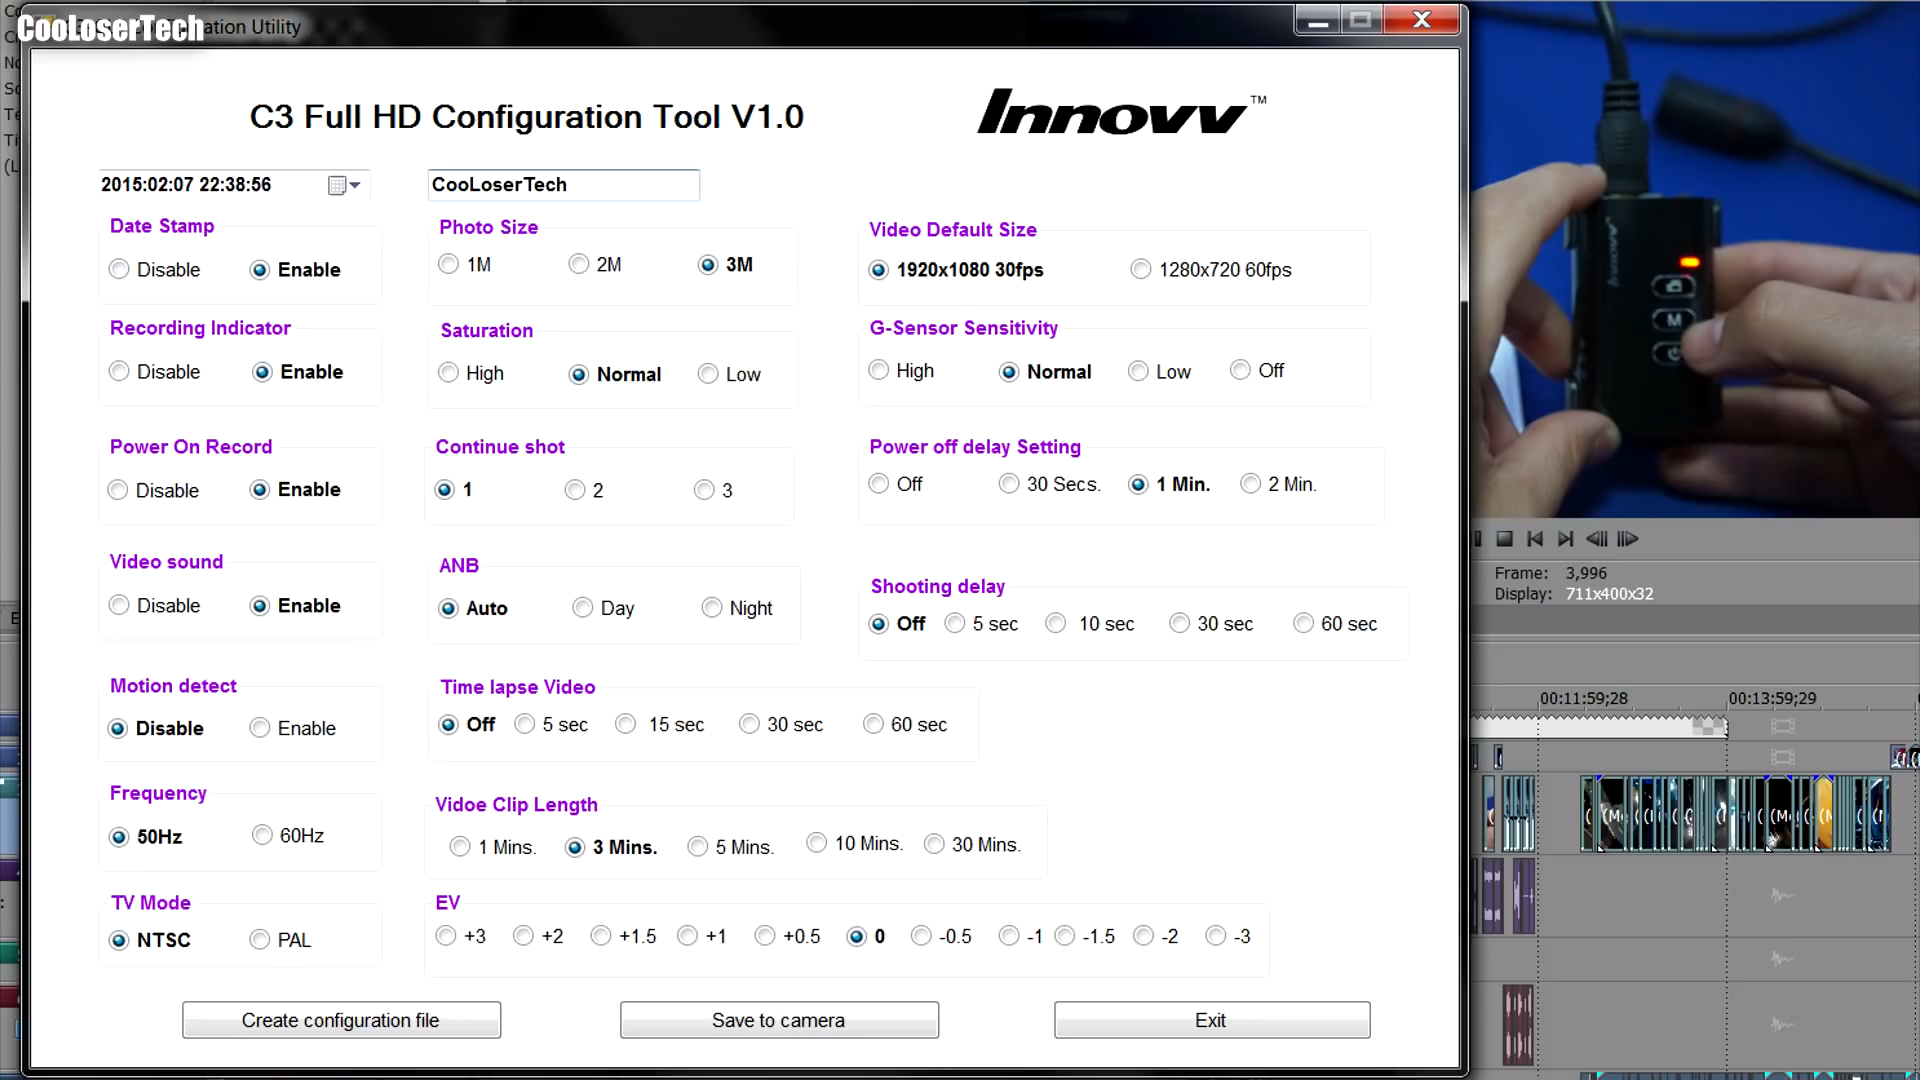 CooLoserTech
ation Utility
C3 Full HD Configuration Tool V1.0
Innovv™
2015:02:07 22:38:56
CooLoserTech
Date Stamp
Disable Enable
Photo Size
1M 2M 3M
Video Default Size
1920x1080 30fps 1280x720 60fps
Recording Indicator
Disable Enable
Saturation
High Normal Low
G-Sensor Sensitivity
High Normal Low Off
Power On Record
Disable Enable
Continue shot
1 2 3
Power off delay Setting
Off 30 Secs. 1 Min. 2 Min.
Video sound
Disable Enable
ANB
Auto Day Night
Shooting delay
Off 5 sec 10 sec 30 sec 60 sec
Motion detect
Disable Enable
Time lapse Video
Off 5 sec 15 sec 30 sec 60 sec
Frequency
50Hz 60Hz
Vidoe Clip Length
1 Mins. 3 Mins. 5 Mins. 10 Mins. 30 Mins.
TV Mode
NTSC PAL
EV
+3 +2 +1.5 +1 +0.5 0 -0.5 -1 -1.5 -2 -3
Create configuration file
Save to camera
Exit
Innovv
M
Frame: 3,996
Display: 711x400x32
00:11:59;28 00:13:59;29